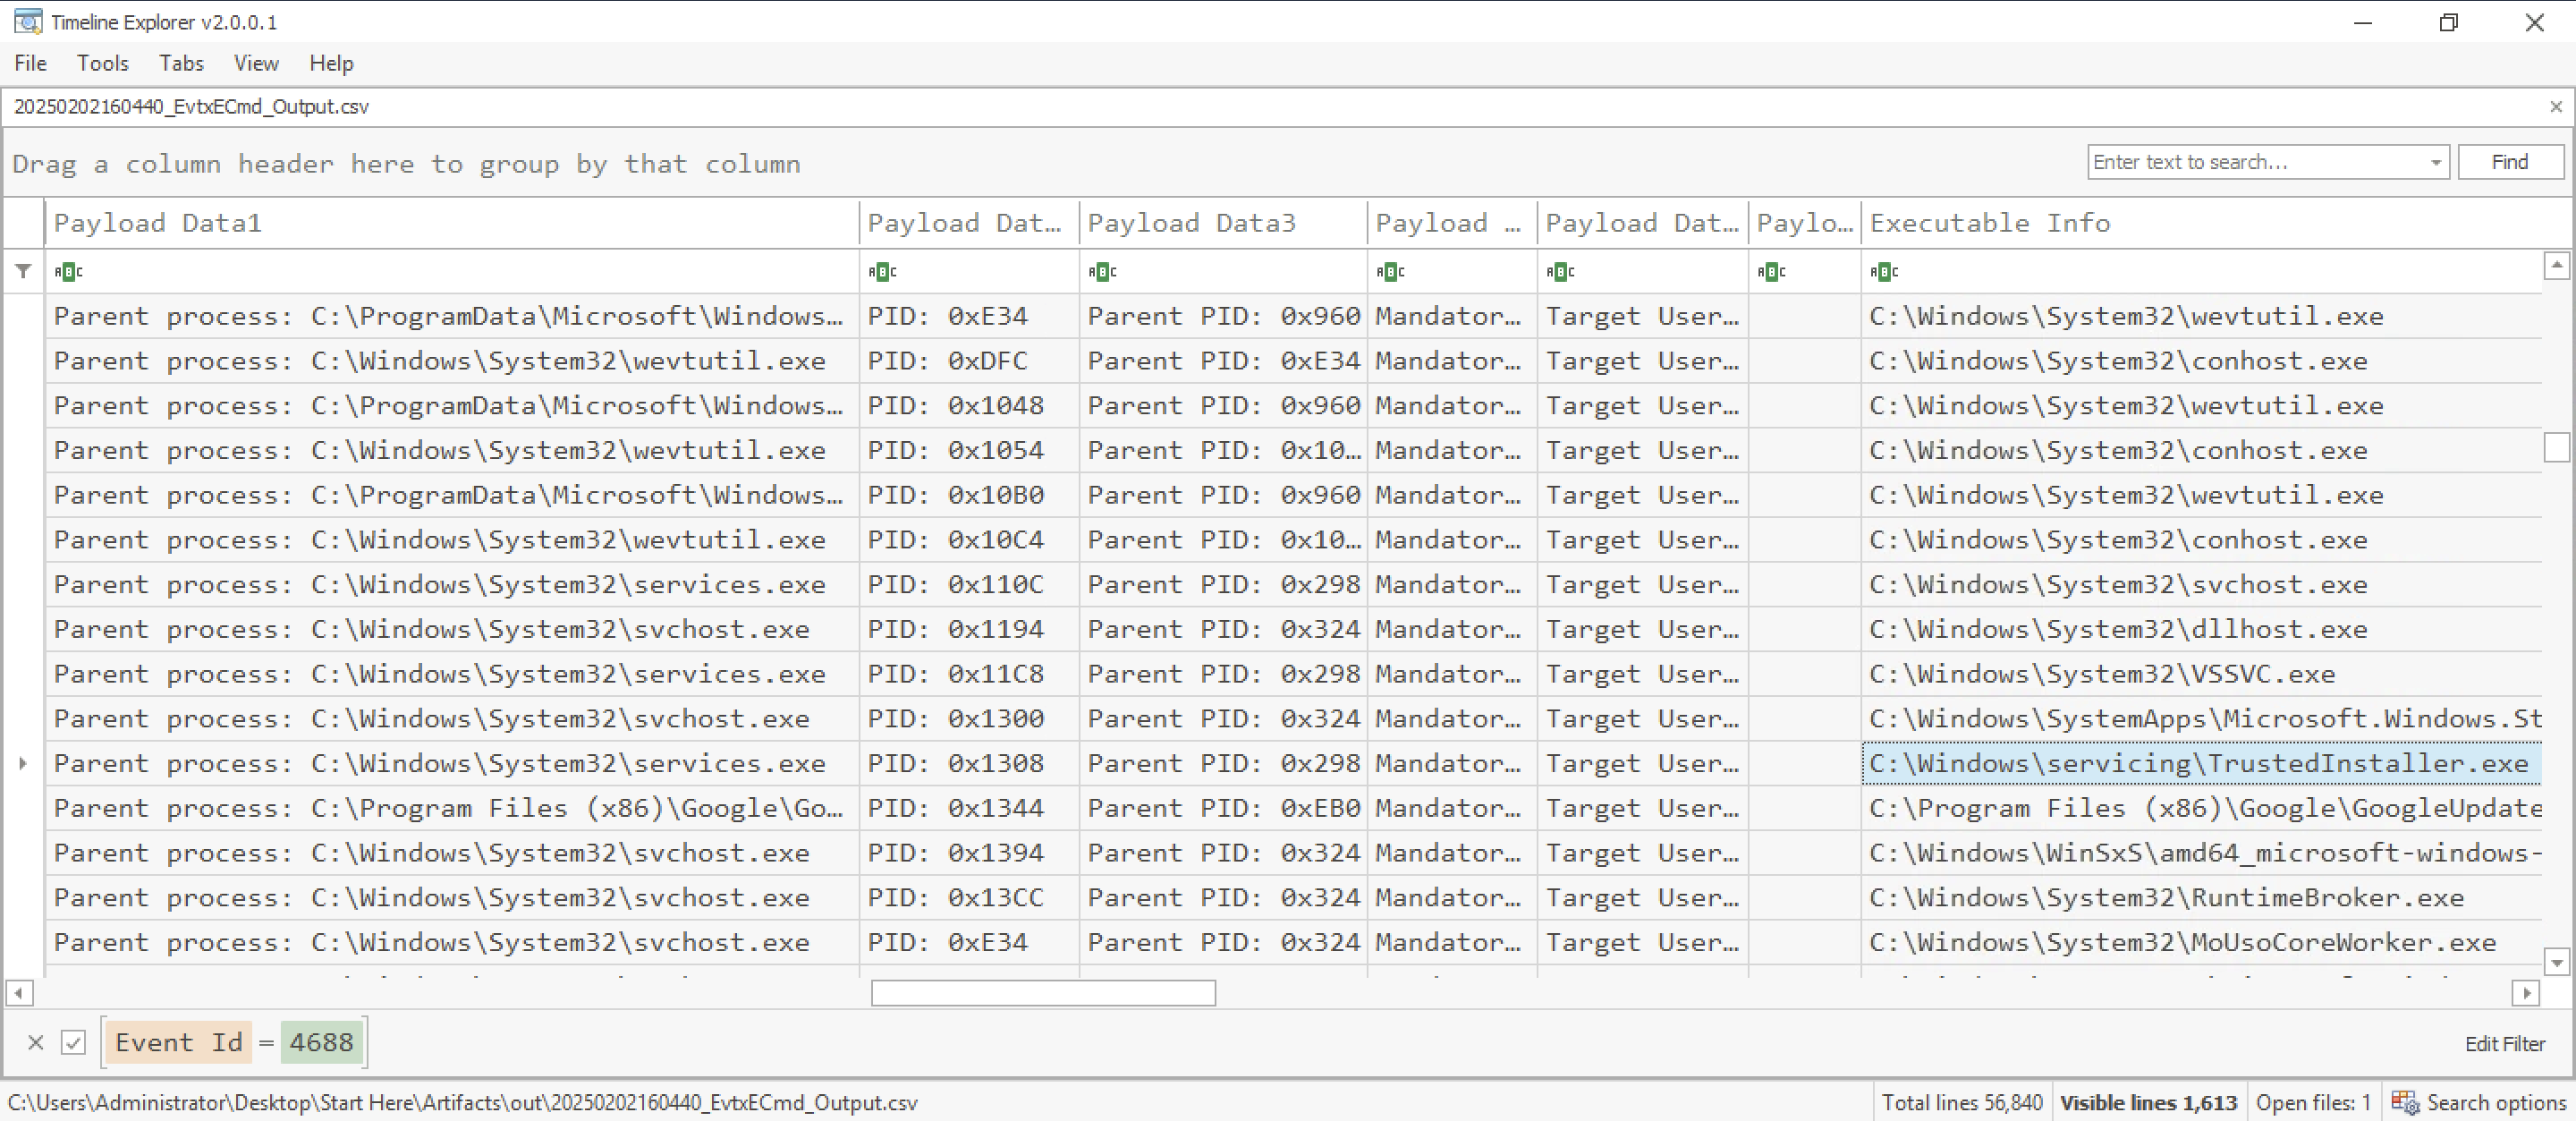 Timeline Explorer v2.0.0.1
File Tools Tabs View Help
20250202160440_EvtxECmd_Output.csv
Drag a column header here to group by that column
Enter text to search... Find
Payload Data1 Payload Dat… Payload Data3 Payload … Payload Dat… Paylo… Executable Info
Parent process: C:\ProgramData\Microsoft\Windows… PID: 0xE34 Parent PID: 0x960 Mandator… Target User… C:\Windows\System32\wevtutil.exe
Parent process: C:\Windows\System32\wevtutil.exe PID: 0xDFC Parent PID: 0xE34 Mandator… Target User… C:\Windows\System32\conhost.exe
Parent process: C:\ProgramData\Microsoft\Windows… PID: 0x1048 Parent PID: 0x960 Mandator… Target User… C:\Windows\System32\wevtutil.exe
Parent process: C:\Windows\System32\wevtutil.exe PID: 0x1054 Parent PID: 0x10… Mandator… Target User… C:\Windows\System32\conhost.exe
Parent process: C:\ProgramData\Microsoft\Windows… PID: 0x10B0 Parent PID: 0x960 Mandator… Target User… C:\Windows\System32\wevtutil.exe
Parent process: C:\Windows\System32\wevtutil.exe PID: 0x10C4 Parent PID: 0x10… Mandator… Target User… C:\Windows\System32\conhost.exe
Parent process: C:\Windows\System32\services.exe PID: 0x110C Parent PID: 0x298 Mandator… Target User… C:\Windows\System32\svchost.exe
Parent process: C:\Windows\System32\svchost.exe PID: 0x1194 Parent PID: 0x324 Mandator… Target User… C:\Windows\System32\dllhost.exe
Parent process: C:\Windows\System32\services.exe PID: 0x11C8 Parent PID: 0x298 Mandator… Target User… C:\Windows\System32\VSSVC.exe
Parent process: C:\Windows\System32\svchost.exe PID: 0x1300 Parent PID: 0x324 Mandator… Target User… C:\Windows\SystemApps\Microsoft.Windows.St
Parent process: C:\Windows\System32\services.exe PID: 0x1308 Parent PID: 0x298 Mandator… Target User… C:\Windows\servicing\TrustedInstaller.exe
Parent process: C:\Program Files (x86)\Google\Go… PID: 0x1344 Parent PID: 0xEB0 Mandator… Target User… C:\Program Files (x86)\Google\GoogleUpdate
Parent process: C:\Windows\System32\svchost.exe PID: 0x1394 Parent PID: 0x324 Mandator… Target User… C:\Windows\WinSxS\amd64_microsoft-windows-
Parent process: C:\Windows\System32\svchost.exe PID: 0x13CC Parent PID: 0x324 Mandator… Target User… C:\Windows\System32\RuntimeBroker.exe
Parent process: C:\Windows\System32\svchost.exe PID: 0xE34 Parent PID: 0x324 Mandator… Target User… C:\Windows\System32\MoUsoCoreWorker.exe
Event Id = 4688 Edit Filter
C:\Users\Administrator\Desktop\Start Here\Artifacts\out\20250202160440_EvtxECmd_Output.csv Total lines 56,840 Visible lines 1,613 Open files: 1 Search options